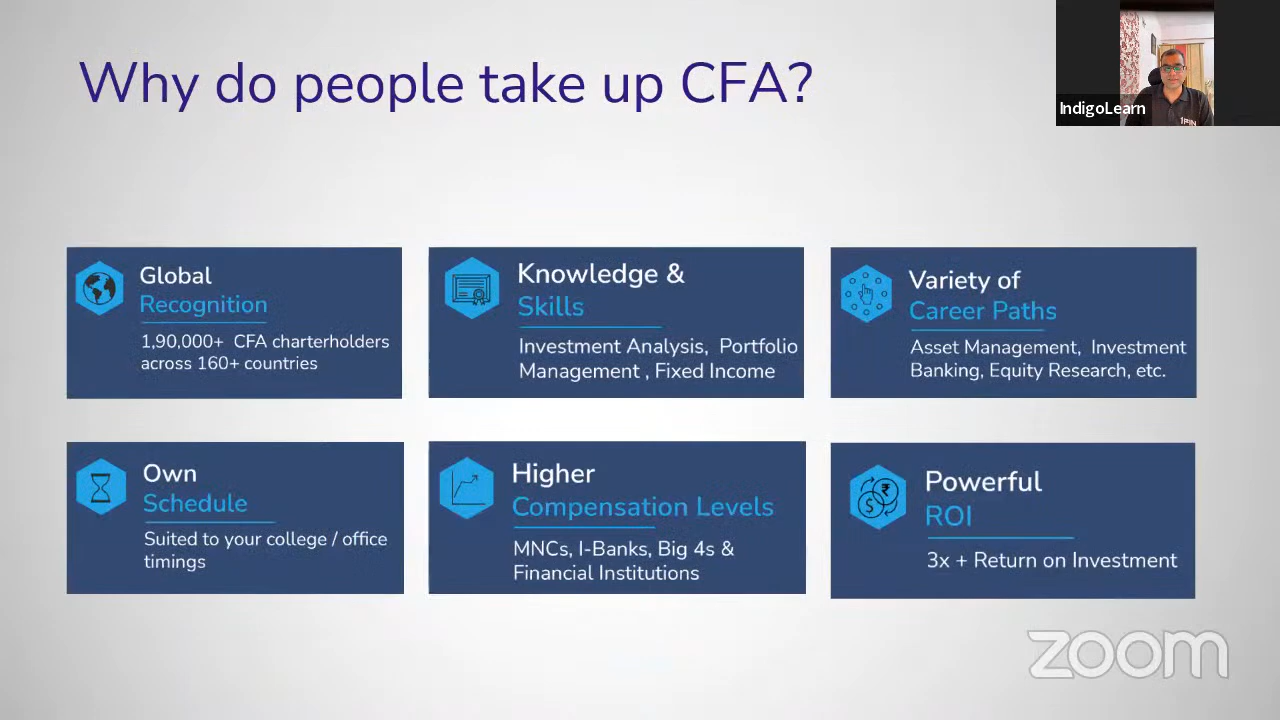 Why do people take up CFA?
IndigoLearn
Global
Recognition
1,90,000+ CFA charterholders
across 160+ countries
Knowledge &
Skills
Investment Analysis, Portfolio
Management , Fixed Income
Variety of
Career Paths
Asset Management, Investment
Banking, Equity Research, etc.
Own
Schedule
Suited to your college / office
timings
Higher
Compensation Levels
MNCs, I-Banks, Big 4s &
Financial Institutions
Powerful
ROI
3x + Return on Investment
zoom